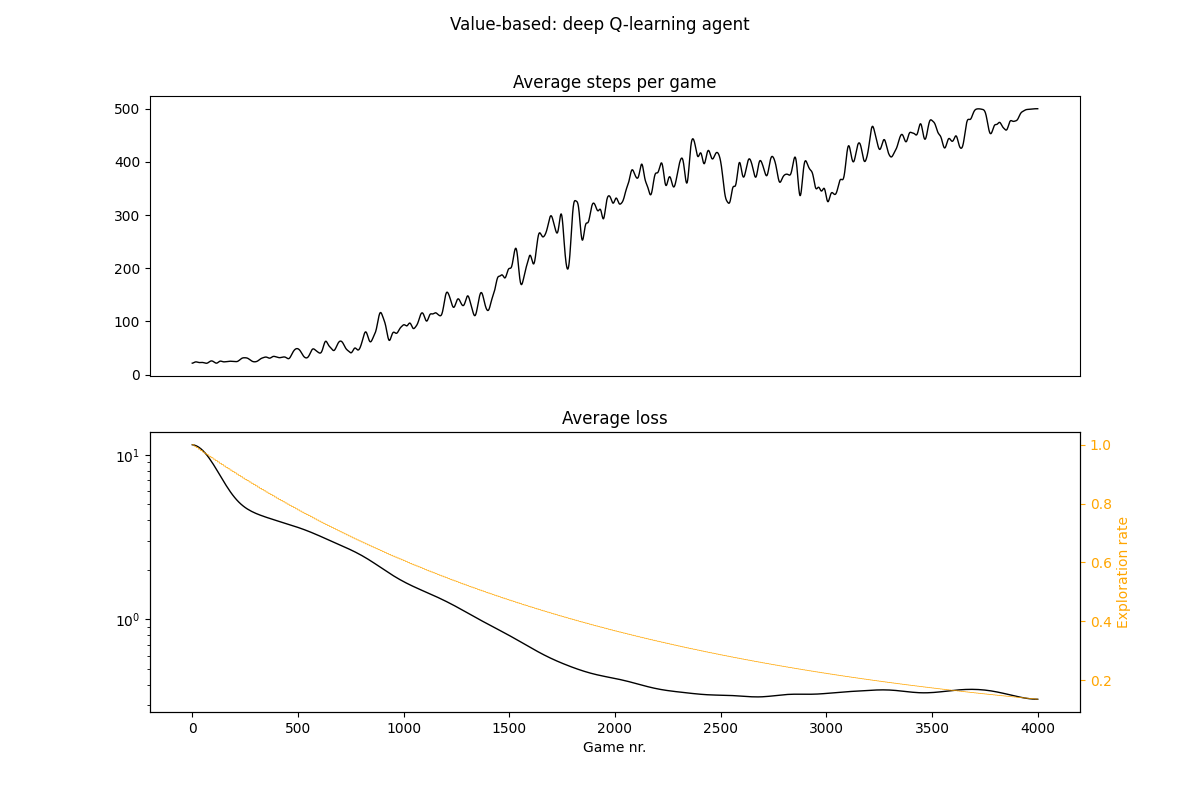 Value-based: deep Q-learning agent
Average steps per game
500
400
300
200
100
0
Average loss
10¹
10⁰
1.0
0.8
0.6
0.4
0.2
Exploration rate
0 500 1000 1500 2000 2500 3000 3500 4000
Game nr.